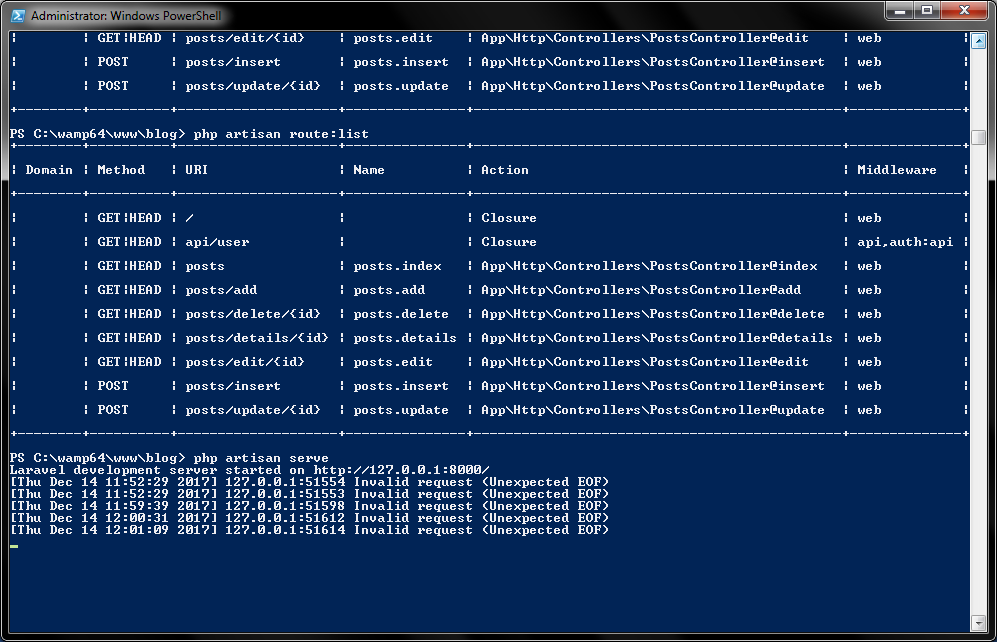 Administrator: Windows PowerShell
¦ ¦ GET¦HEAD ¦ posts/edit/{id} ¦ posts.edit ¦ App\Http\Controllers\PostsController@edit ¦ web ¦
¦ ¦ POST ¦ posts/insert ¦ posts.insert ¦ App\Http\Controllers\PostsController@insert ¦ web ¦
¦ ¦ POST ¦ posts/update/{id} ¦ posts.update ¦ App\Http\Controllers\PostsController@update ¦ web ¦
+--------+----------+--------------------+---------------+----------------------------------------------+--------------+
PS C:\wamp64\www\blog> php artisan route:list
+--------+----------+--------------------+---------------+----------------------------------------------+--------------+
¦ Domain ¦ Method ¦ URI ¦ Name ¦ Action ¦ Middleware ¦
+--------+----------+--------------------+---------------+----------------------------------------------+--------------+
¦ ¦ GET¦HEAD ¦ / ¦ ¦ Closure ¦ web ¦
¦ ¦ GET¦HEAD ¦ api/user ¦ ¦ Closure ¦ api,auth:api ¦
¦ ¦ GET¦HEAD ¦ posts ¦ posts.index ¦ App\Http\Controllers\PostsController@index ¦ web ¦
¦ ¦ GET¦HEAD ¦ posts/add ¦ posts.add ¦ App\Http\Controllers\PostsController@add ¦ web ¦
¦ ¦ GET¦HEAD ¦ posts/delete/{id} ¦ posts.delete ¦ App\Http\Controllers\PostsController@delete ¦ web ¦
¦ ¦ GET¦HEAD ¦ posts/details/{id} ¦ posts.details ¦ App\Http\Controllers\PostsController@details ¦ web ¦
¦ ¦ GET¦HEAD ¦ posts/edit/{id} ¦ posts.edit ¦ App\Http\Controllers\PostsController@edit ¦ web ¦
¦ ¦ POST ¦ posts/insert ¦ posts.insert ¦ App\Http\Controllers\PostsController@insert ¦ web ¦
¦ ¦ POST ¦ posts/update/{id} ¦ posts.update ¦ App\Http\Controllers\PostsController@update ¦ web ¦
+--------+----------+--------------------+---------------+----------------------------------------------+--------------+
PS C:\wamp64\www\blog> php artisan serve
Laravel development server started on http://127.0.0.1:8000/
[Thu Dec 14 11:52:29 2017] 127.0.0.1:51554 Invalid request (Unexpected EOF)
[Thu Dec 14 11:52:29 2017] 127.0.0.1:51553 Invalid request (Unexpected EOF)
[Thu Dec 14 11:59:39 2017] 127.0.0.1:51598 Invalid request (Unexpected EOF)
[Thu Dec 14 12:00:31 2017] 127.0.0.1:51612 Invalid request (Unexpected EOF)
[Thu Dec 14 12:01:09 2017] 127.0.0.1:51614 Invalid request (Unexpected EOF)